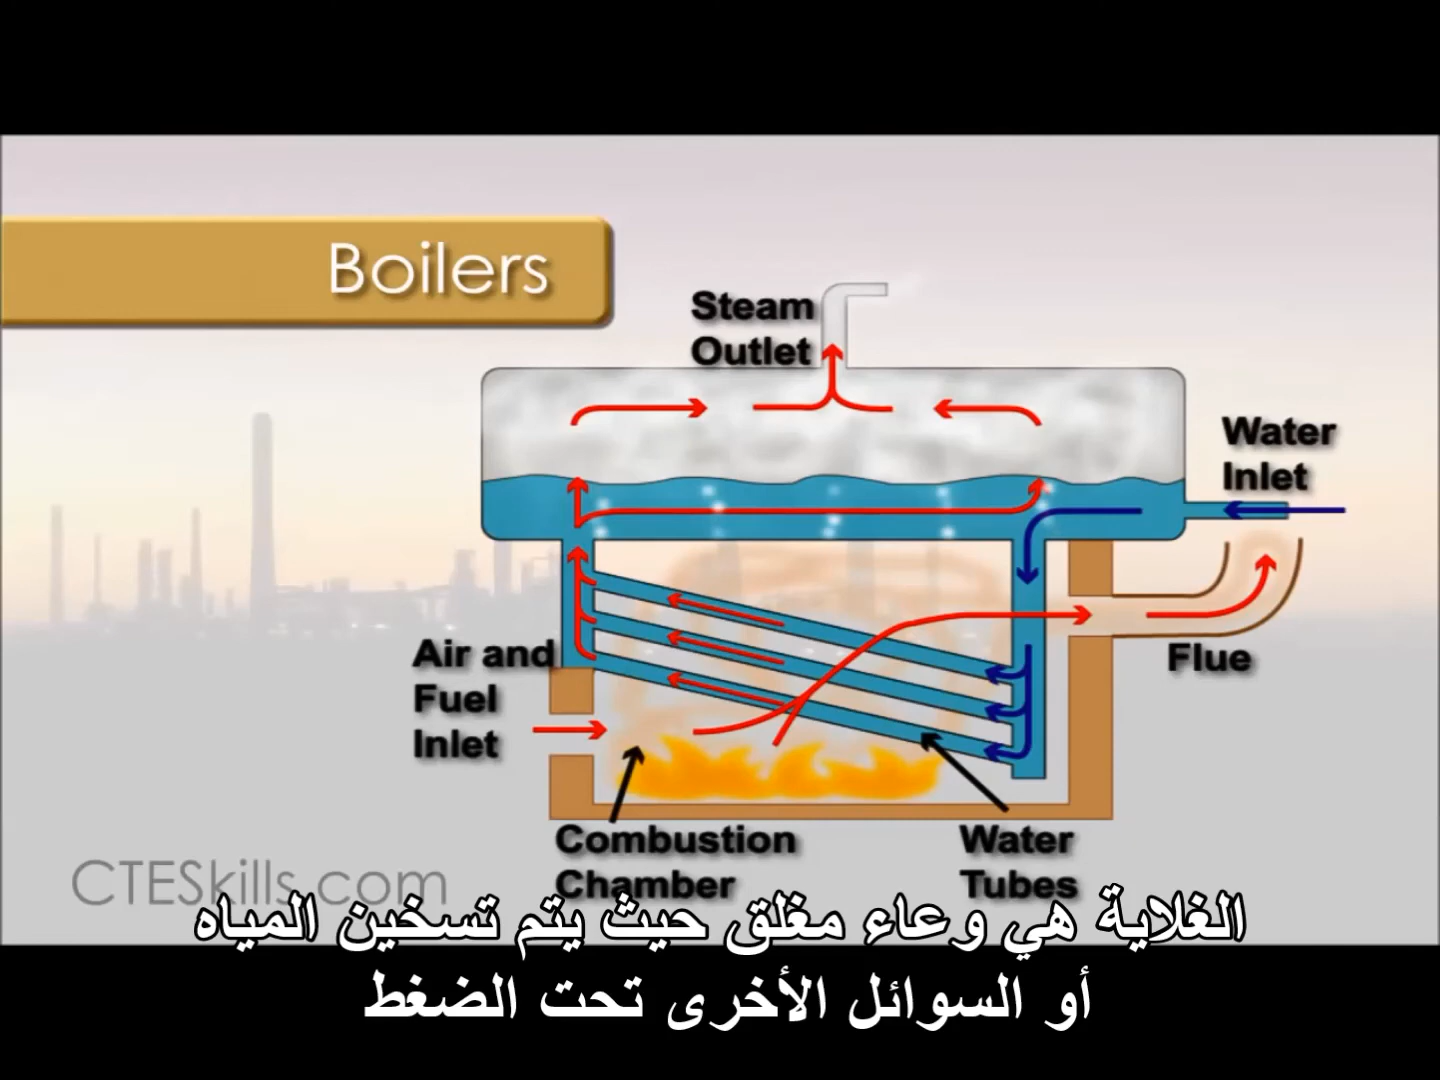 Boilers
Steam
Outlet
Water
Inlet
Flue
Air and
Fuel
Inlet
Combustion
Chamber
Water
Tubes
CTESkills.com
الغلاية هي وعاء مغلق حيث يتم تسخين المياه
أو السوائل الأخرى تحت الضغط